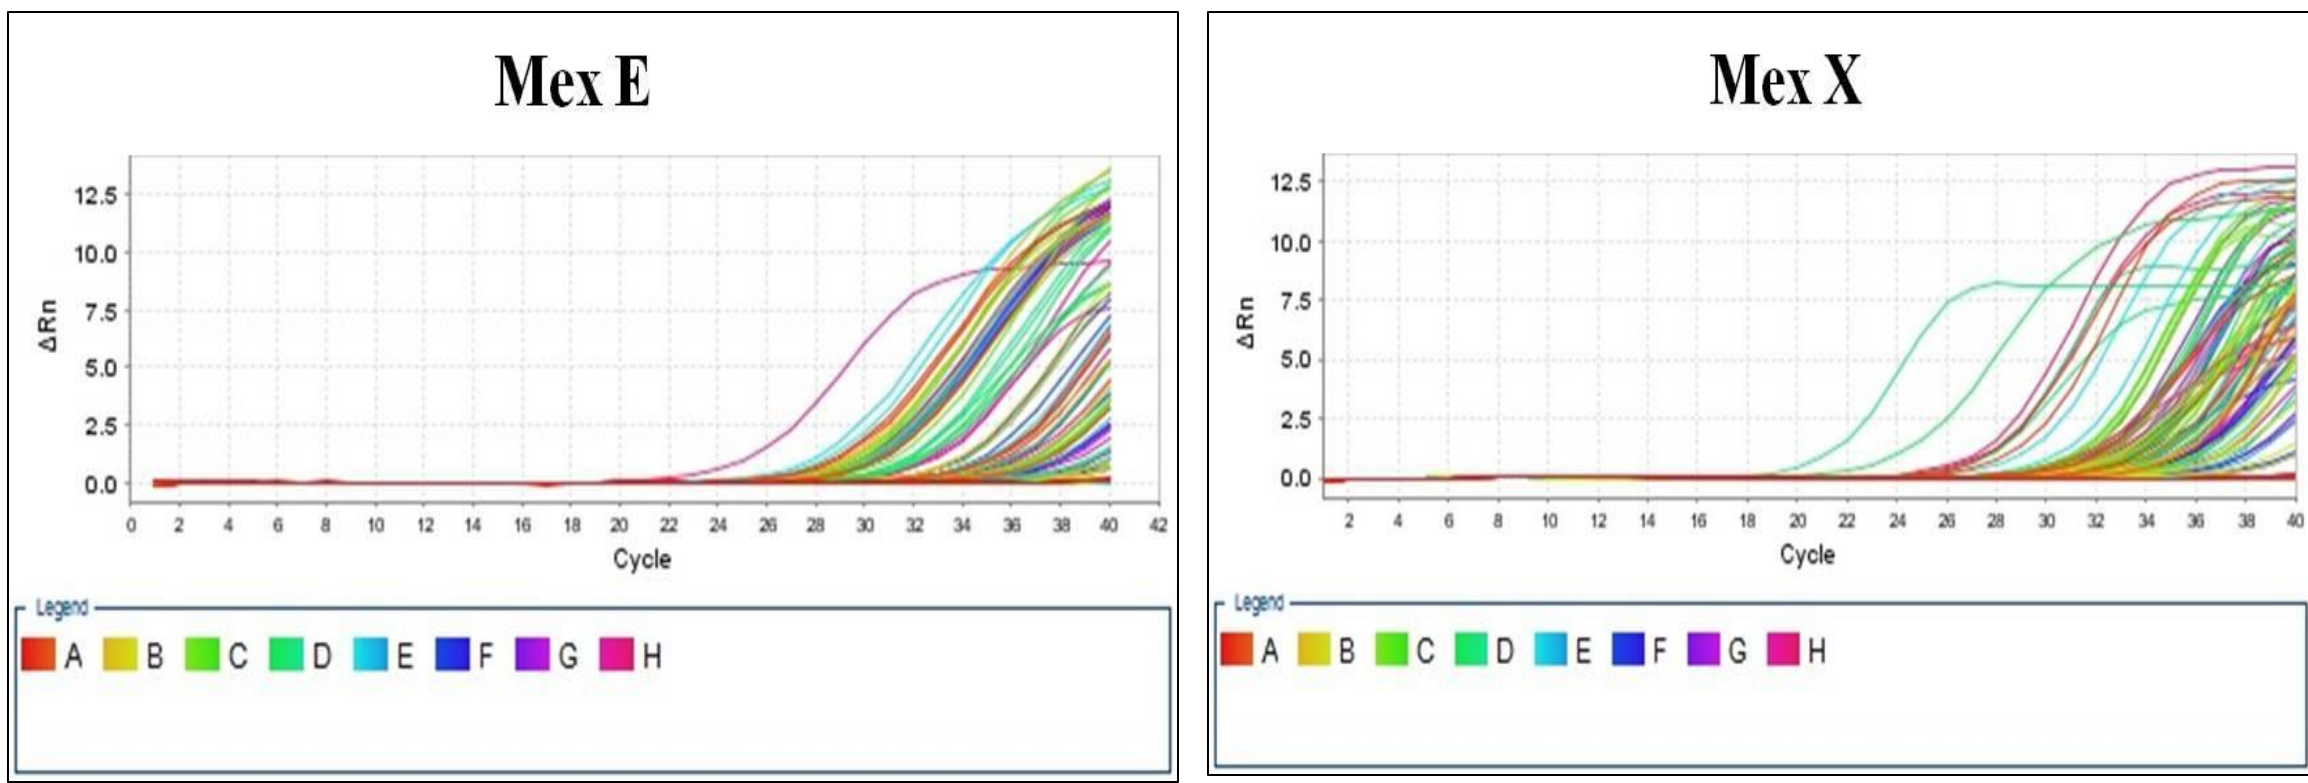 Mex E
12.5
10.0
7.5
5.0
2.5
0.0
ΔRn
0 2 4 6 8 10 12 14 16 18 20 22 24 26 28 30 32 34 36 38 40 42
Cycle
Legend
A B C D E F G H
Mex X
12.5
10.0
7.5
5.0
2.5
0.0
ΔRn
2 4 6 8 10 12 14 16 18 20 22 24 26 28 30 32 34 36 38 40
Cycle
Legend
A B C D E F G H